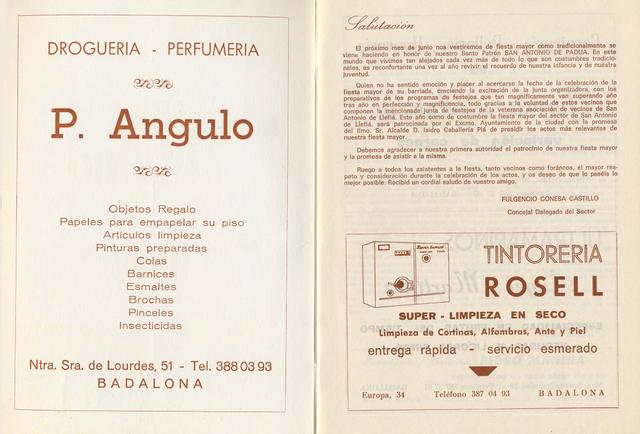 DROGUERIA - PERFUMERIA
P. Angulo
Objetos Regalo
Papeles para empapelar su piso
Artículos limpieza
Pinturas preparadas
Colas
Barnices
Esmaltes
Brochas
Pinceles
Insecticidas
Ntra. Sra. de Lourdes, 51 - Tel. 388 03 93
BADALONA
Salutación
El próximo mes de junio nos vestiremos de fiesta mayor como tradicionalmente se
viene haciendo en honor de nuestro Santo Patrón SAN ANTONIO DE PADUA. En este
mundo que vivimos tan alejados cada vez más de todo lo que son costumbres tradicio-
nales, es reconfortante una vez al año revivir el recuerdo de nuestra infancia y de nuestra
juventud.
Quien no ha sentido emoción y placer al acercarse la feche de la celebración de la
fiesta mayor de su barriada, creciendo la excitación de la junta organizadora, con los
preparativos de los programas de festejos que tan magníficamente van superando año
tras año en perfección y magnificencia, todo gracias a la voluntad de estos vecinos que
componen la mencionada junta de festejos de la veterana asociación de vecinos de San
Antonio de Llefiá. Este año como de costumbre la fiesta mayor del sector de San Antonio
de Llefiá, será patrocinada por el Excmo. Ayuntamiento de la ciudad con la promesa
del Ilmo. Sr. Alcalde D. Isidro Caballería Plá de presidir los actos más relevantes de
nuestra fiesta mayor.
Debemos agradecer a nuestra primera autoridad el patrocinio de nuestra fiesta mayor
y la promesa de asistir a la misma.
Ruego a todos los asistentes a la fiesta, tanto vecinos como foráneos, el mayor res-
peto y consideración durante la celebración de los actos, y os deseo de que lo paséis lo
mejor posible. Recibid un cordial saludo de vuestro amigo.
FULGENCIO CONESA CASTILLO
Concejal Delegado del Sector
TINTORERIA
ROSELL
SUPER - LIMPIEZA EN SECO
Limpieza de Cortinas, Alfombras, Ante y Piel
entrega rápida - servicio esmerado
Europa, 34 Teléfono 387 04 93 BADALONA